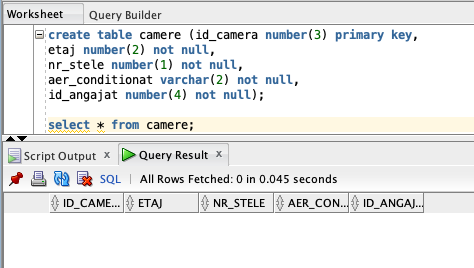 Worksheet Query Builder
create table camere (id_camera number(3) primary key,
etaj number(2) not null,
nr_stele number(1) not null,
aer_conditionat varchar(2) not null,
id_angajat number(4) not null);
select * from camere;
Script Output x Query Result x
SQL | All Rows Fetched: 0 in 0.045 seconds
ID_CAME... ETAJ NR_STELE AER_CON... ID_ANGAJ...